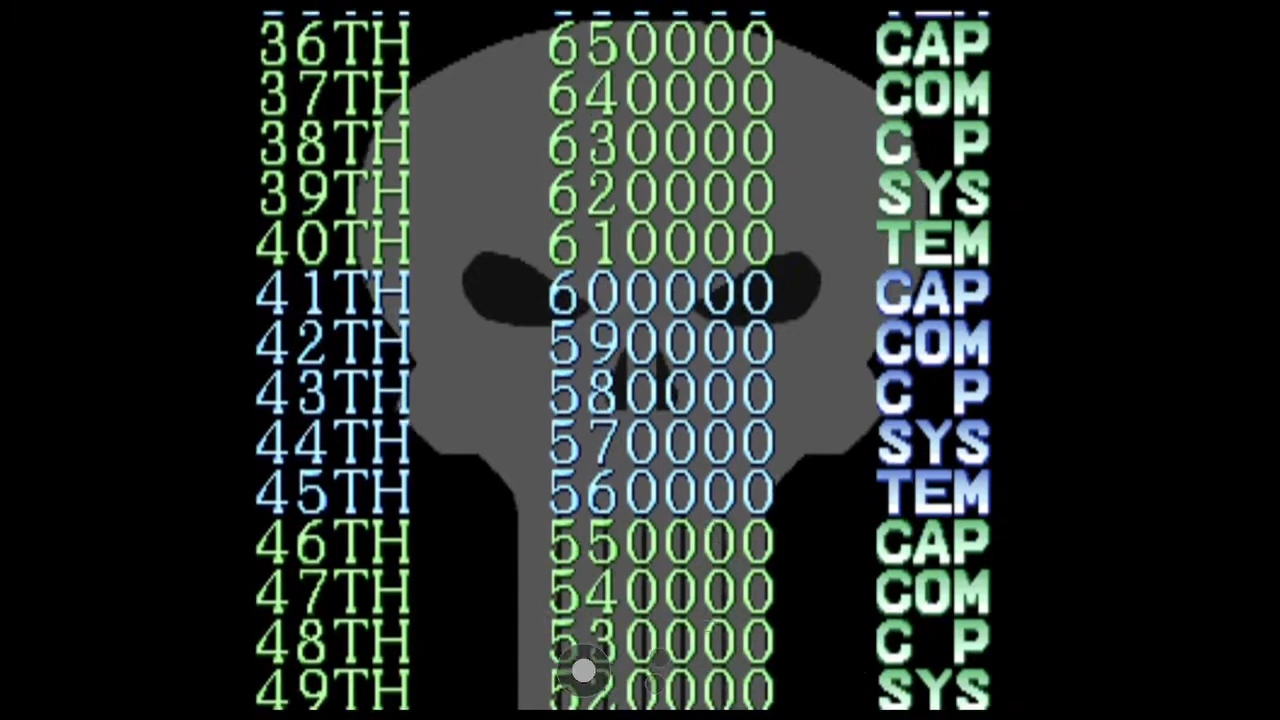 36TH 650000 CAP
37TH 640000 COM
38TH 630000 C P
39TH 620000 SYS
40TH 610000 TEM
41TH 600000 CAP
42TH 590000 COM
43TH 580000 C P
44TH 570000 SYS
45TH 560000 TEM
46TH 550000 CAP
47TH 540000 COM
48TH 530000 C P
49TH 520000 SYS